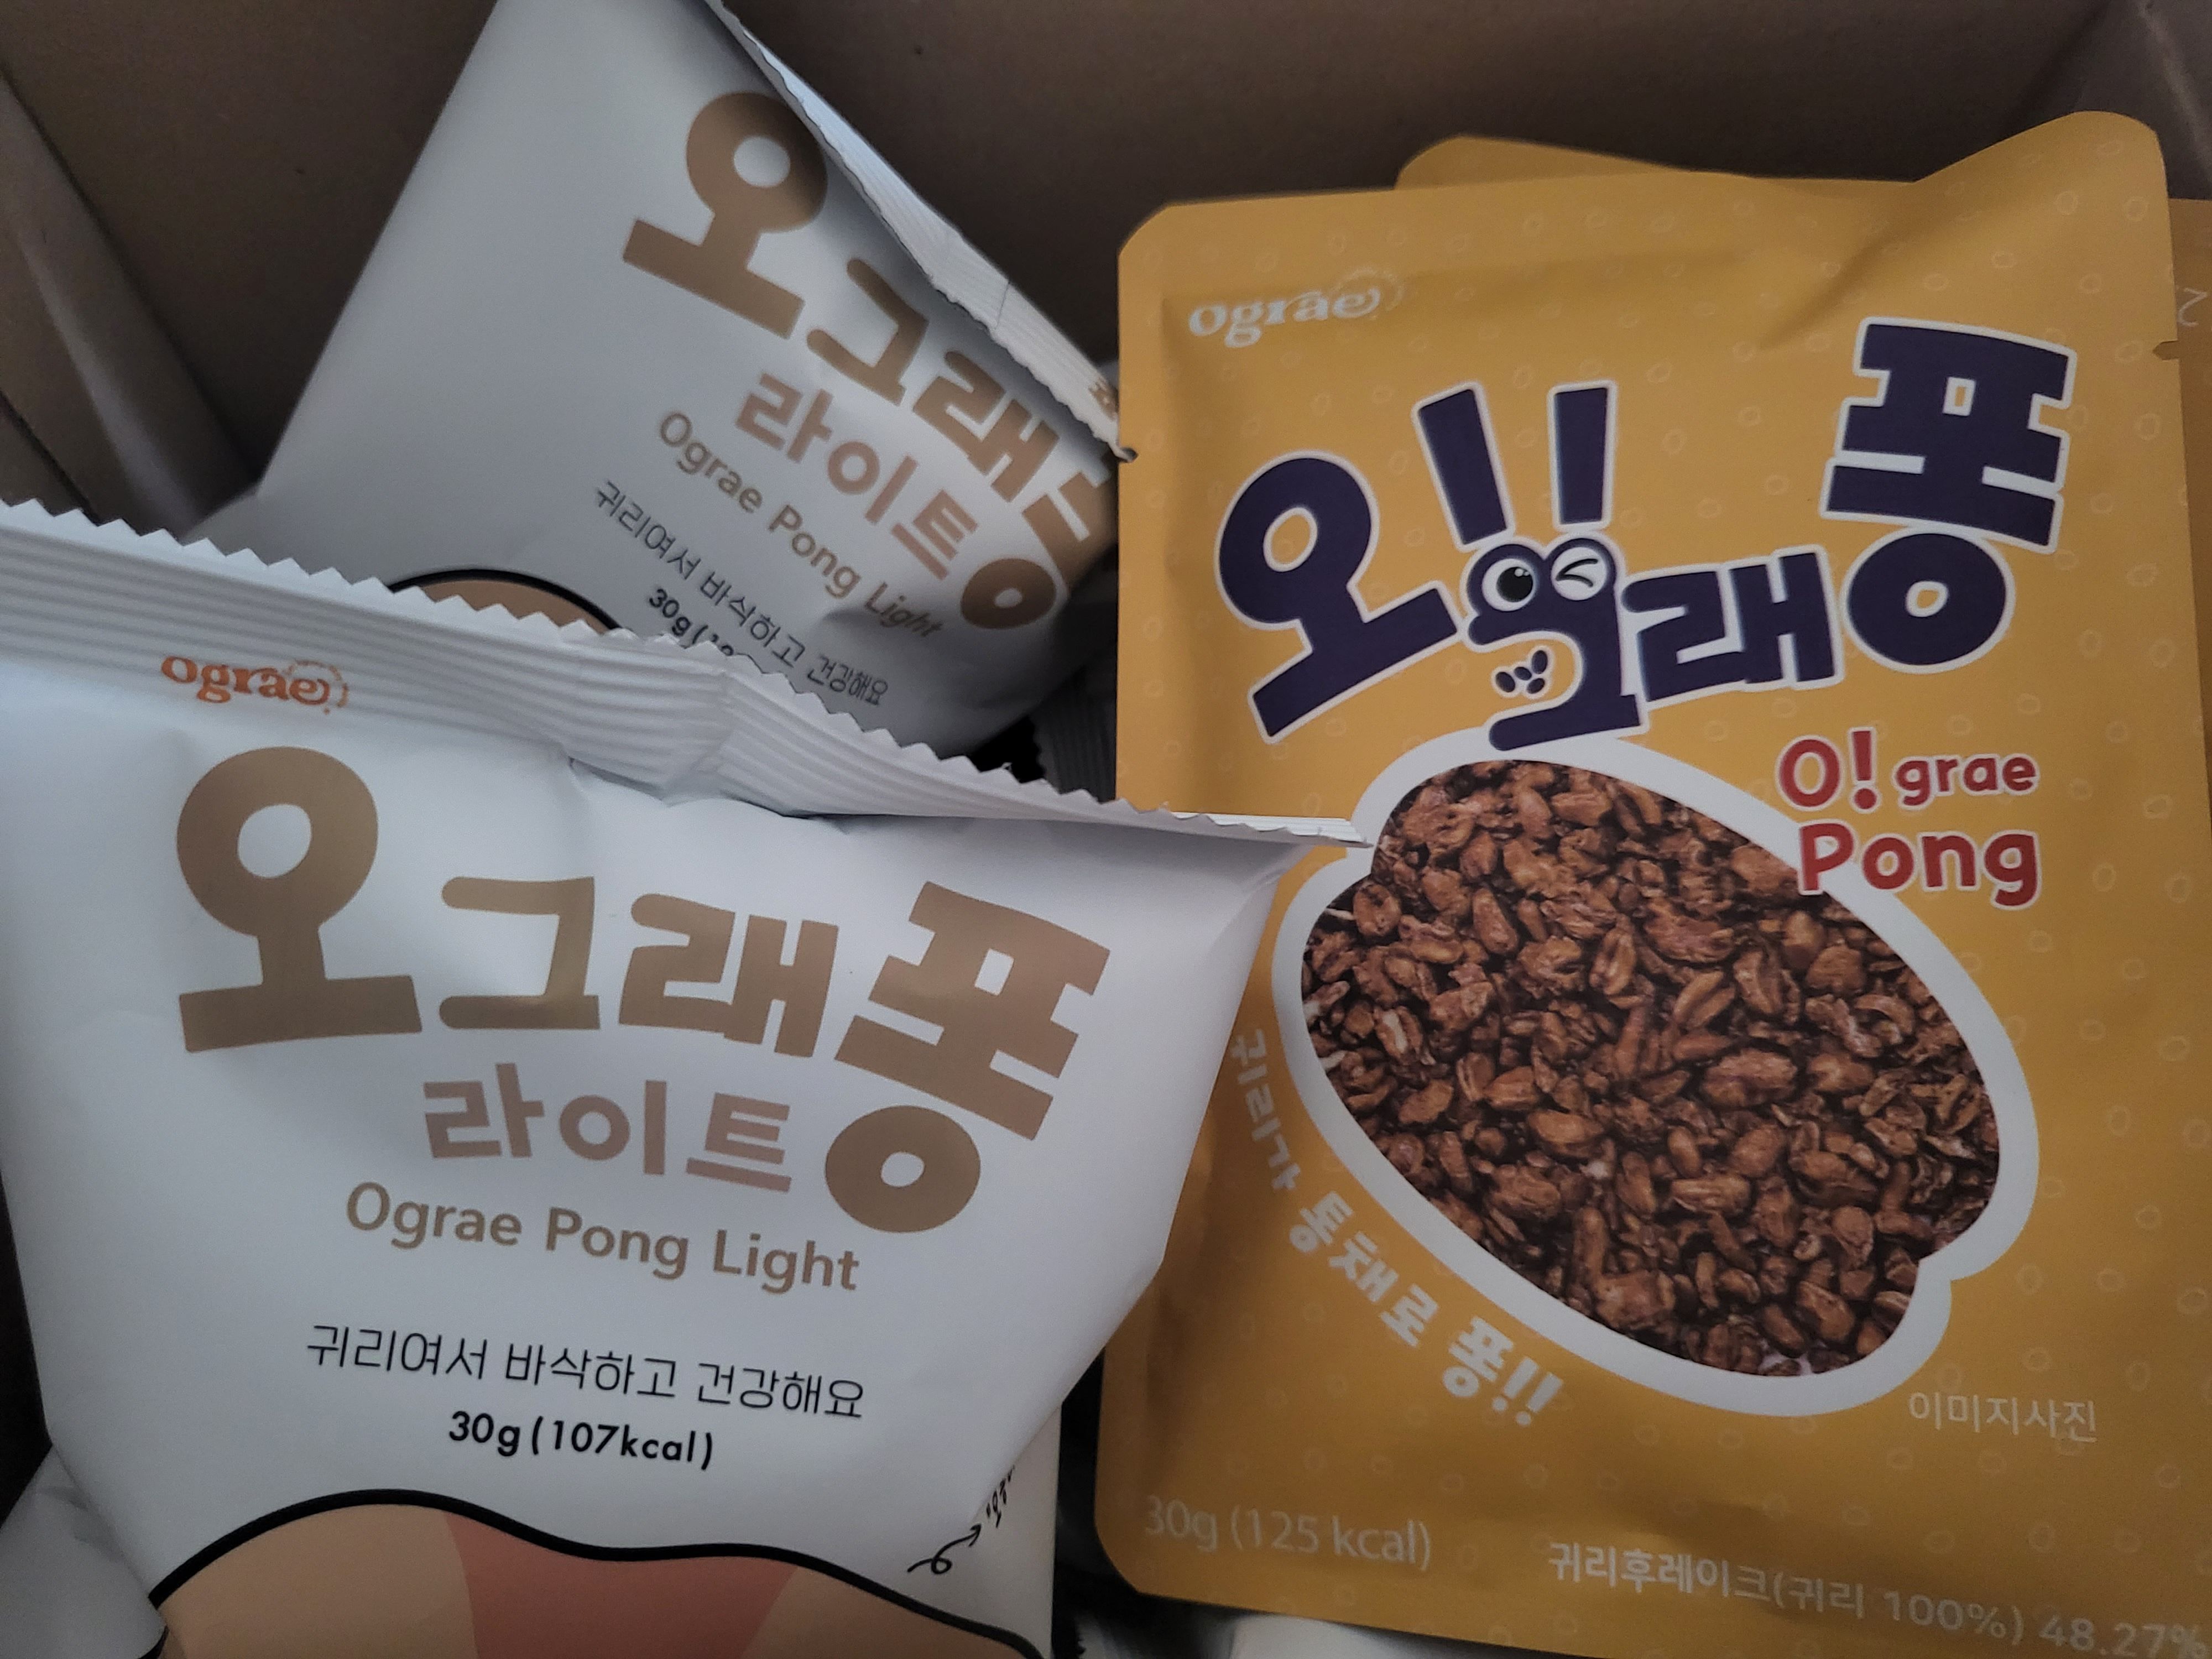 오그래퐁
라이트
Ograe Pong Light
귀리여서 바삭하고 건강해요
30g
ograe
오그래퐁
라이트
Ograe Pong Light
귀리여서 바삭하고 건강해요
30g(107kcal)
ograe
오!!그래퐁
O! grae
Pong
귀리가 통째로 퐁!!
이미지사진
30g (125 kcal)
귀리후레이크(귀리 100%) 48.27%